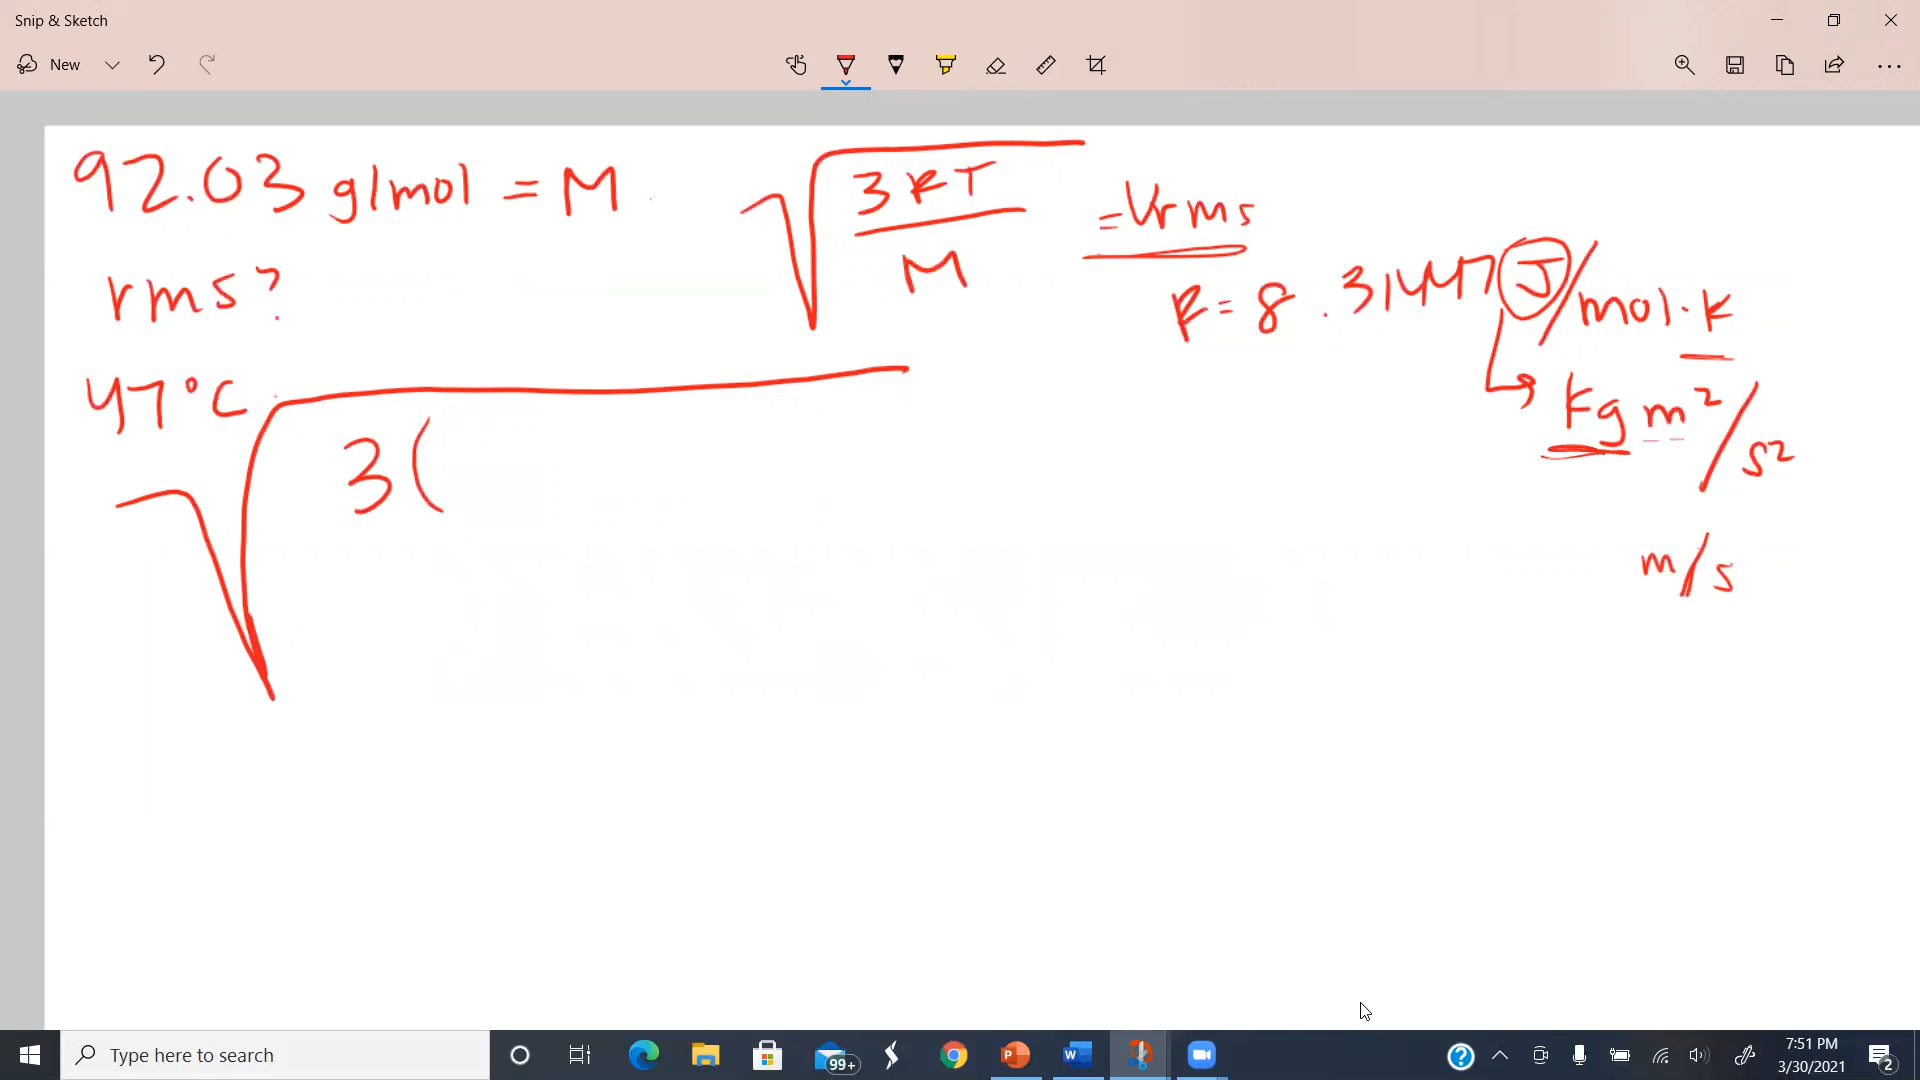 Snip & Sketch
New
92.03 g/mol = M
√(3RT/M) = Vrms
rms?
R = 8.31447 J/mol·K
47°C
kg m²/s²
3(
m/s
Type here to search
99+
7:51 PM
3/30/2021
2